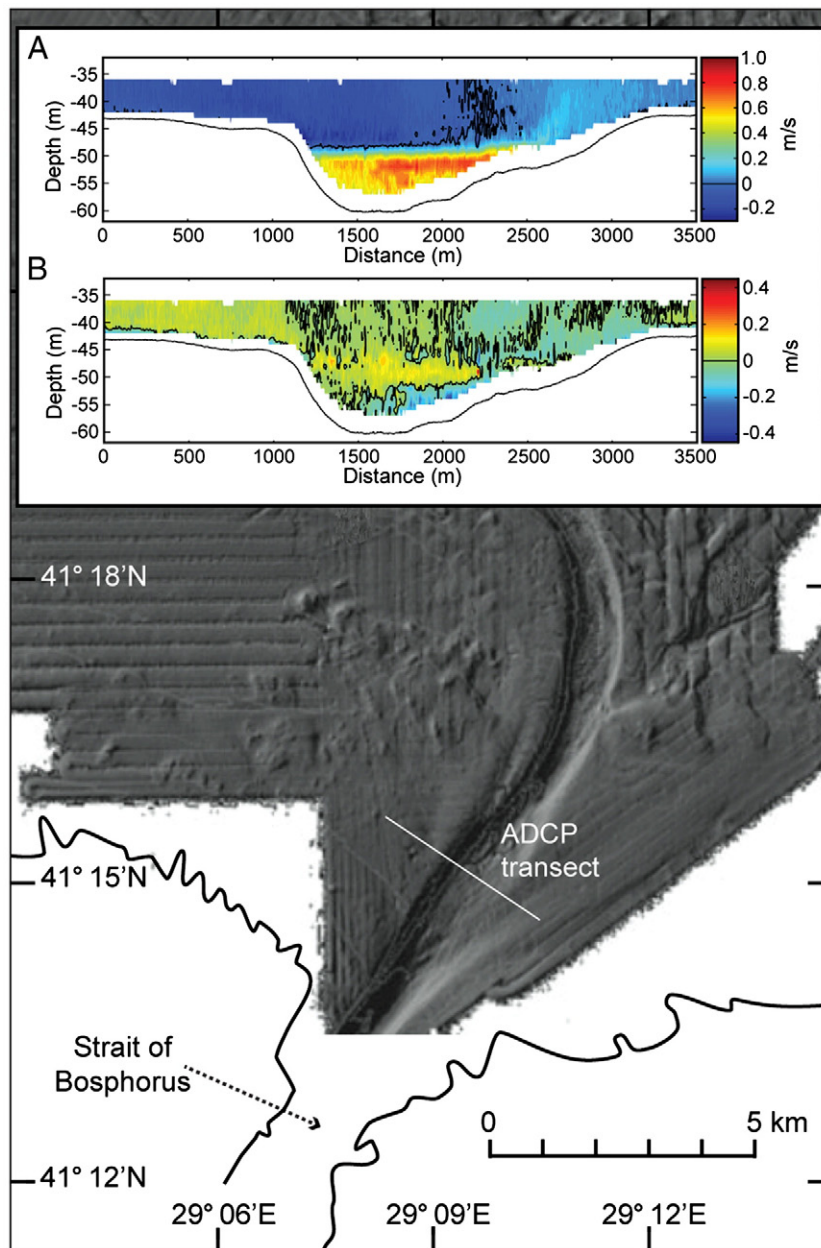 A
Depth (m)
-35
-40
-45
-50
-55
-60
0 500 1000 1500 2000 2500 3000 3500
Distance (m)
1.0
0.8
0.6
0.4
0.2
0
-0.2
m/s
B
Depth (m)
-35
-40
-45
-50
-55
-60
0 500 1000 1500 2000 2500 3000 3500
Distance (m)
0.4
0.2
0
-0.2
-0.4
m/s
41° 18'N
ADCP
transect
41° 15'N
Strait of
Bosphorus
0 5 km
41° 12'N
29° 06'E 29° 09'E 29° 12'E